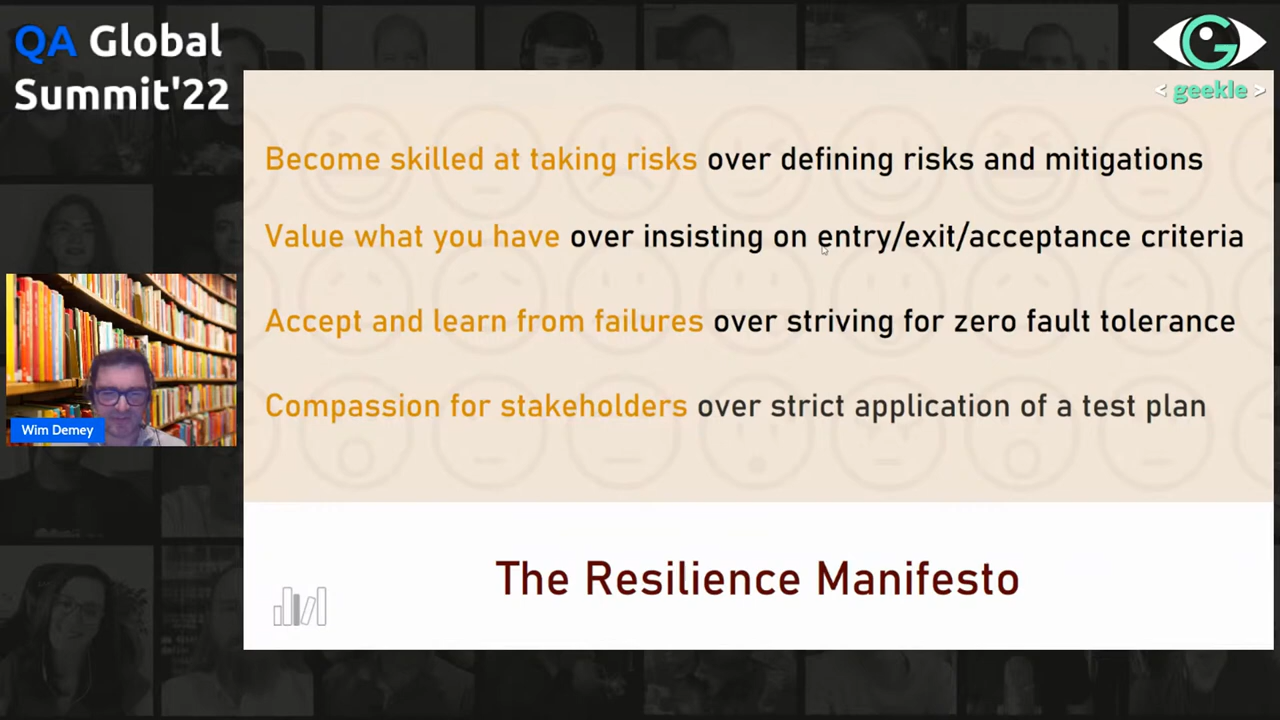 QA Global
Summit'22
< geekle >
Become skilled at taking risks over defining risks and mitigations
Value what you have over insisting on entry/exit/acceptance criteria
Accept and learn from failures over striving for zero fault tolerance
Compassion for stakeholders over strict application of a test plan
Wim Demey
The Resilience Manifesto